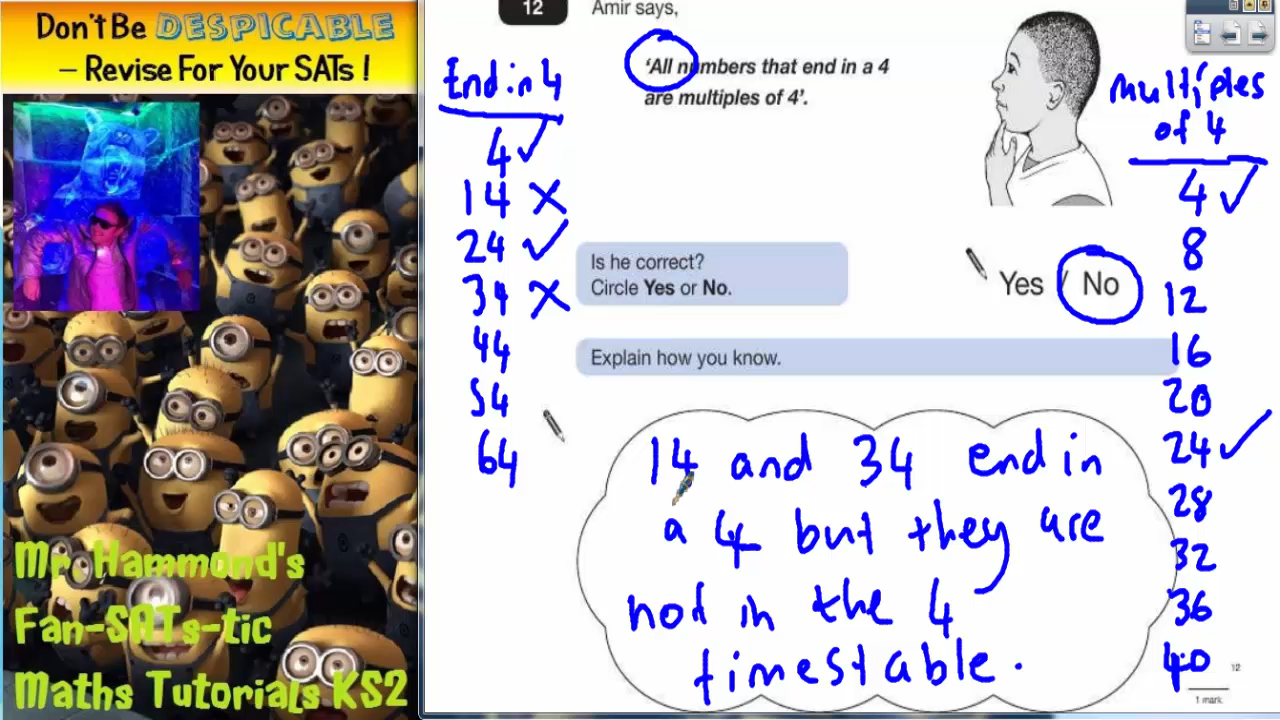 Don't Be DESPICABLE
– Revise For Your SATs !
Mr Hammond's
Fan-SATs-tic
Maths Tutorials KS2
12
Amir says,
'All numbers that end in a 4
are multiples of 4'.
End in 4
4 ✓
14 X
24 ✓
34 X
44
54
64
Is he correct?
Circle Yes or No.
Yes / No
Explain how you know.
14 and 34 end in
a 4 but they are
not in the 4
timestable.
multiples
of 4
4 ✓
8
12
16
20
24 ✓
28
32
36
40
12
1 mark